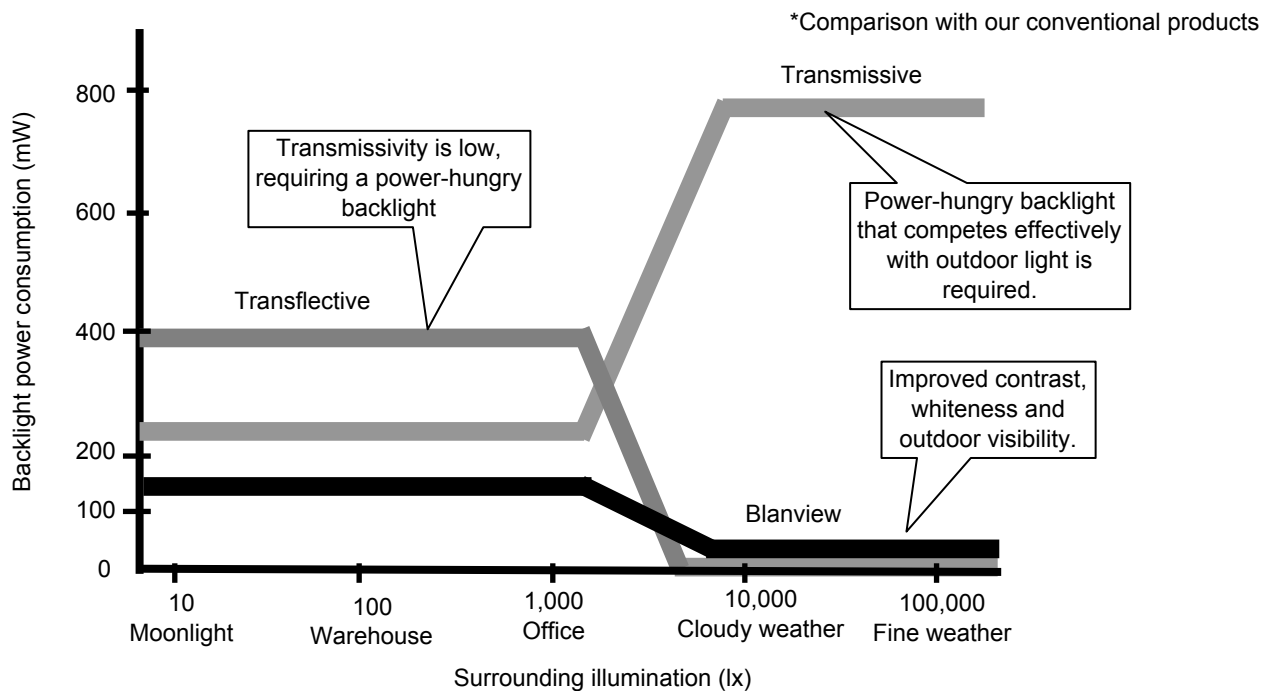 *Comparison with our conventional products
Transmissive
Backlight power consumption (mW)
800
600
400
200
100
0
Transmissivity is low,
requiring a power-hungry
backlight
Power-hungry backlight
that competes effectively
with outdoor light is
required.
Transflective
Improved contrast,
whiteness and
outdoor visibility.
Blanview
10
Moonlight
100
Warehouse
1,000
Office
10,000
Cloudy weather
100,000
Fine weather
Surrounding illumination (lx)